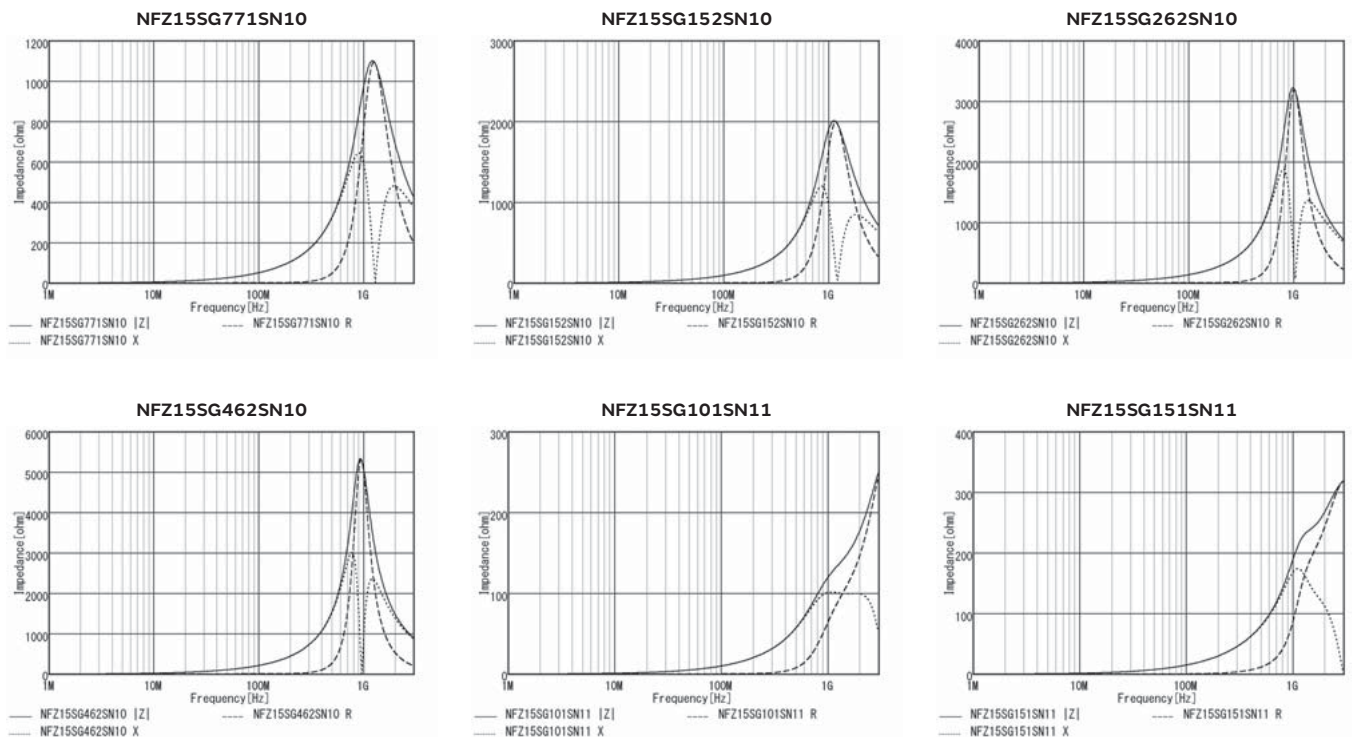 NFZ15SG771SN10
1200
1000
800
600
400
200
0
Impedance[ohm]
1M 10M 100M 1G
Frequency[Hz]
NFZ15SG771SN10 |Z| NFZ15SG771SN10 R
NFZ15SG771SN10 X
NFZ15SG152SN10
3000
2000
1000
0
Impedance[ohm]
1M 10M 100M 1G
Frequency[Hz]
NFZ15SG152SN10 |Z| NFZ15SG152SN10 R
NFZ15SG152SN10 X
NFZ15SG262SN10
4000
3000
2000
1000
0
Impedance[ohm]
1M 10M 100M 1G
Frequency[Hz]
NFZ15SG262SN10 |Z| NFZ15SG262SN10 R
NFZ15SG262SN10 X
NFZ15SG462SN10
6000
5000
4000
3000
2000
1000
0
Impedance[ohm]
1M 10M 100M 1G
Frequency[Hz]
NFZ15SG462SN10 |Z| NFZ15SG462SN10 R
NFZ15SG462SN10 X
NFZ15SG101SN11
300
200
100
0
Impedance[ohm]
1M 10M 100M 1G
Frequency[Hz]
NFZ15SG101SN11 |Z| NFZ15SG101SN11 R
NFZ15SG101SN11 X
NFZ15SG151SN11
400
300
200
100
0
Impedance[ohm]
1M 10M 100M 1G
Frequency[Hz]
NFZ15SG151SN11 |Z| NFZ15SG151SN11 R
NFZ15SG151SN11 X